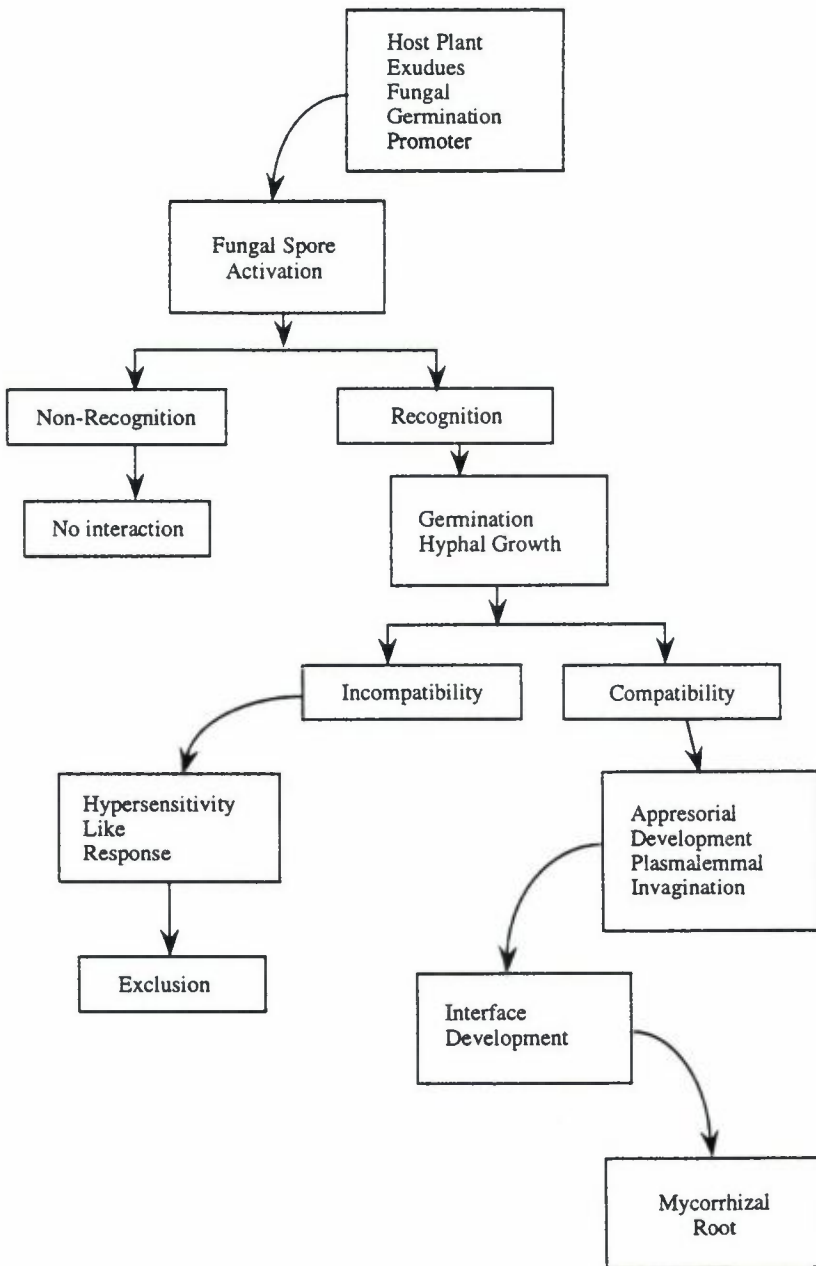 Host Plant
Exudues
Fungal
Germination
Promoter
Fungal Spore
Activation
Non-Recognition
Recognition
No interaction
Germination
Hyphal Growth
Incompatibility
Compatibility
Hypersensitivity
Like
Response
Appresorial
Development
Plasmalemmal
Invagination
Exclusion
Interface
Development
Mycorrhizal
Root